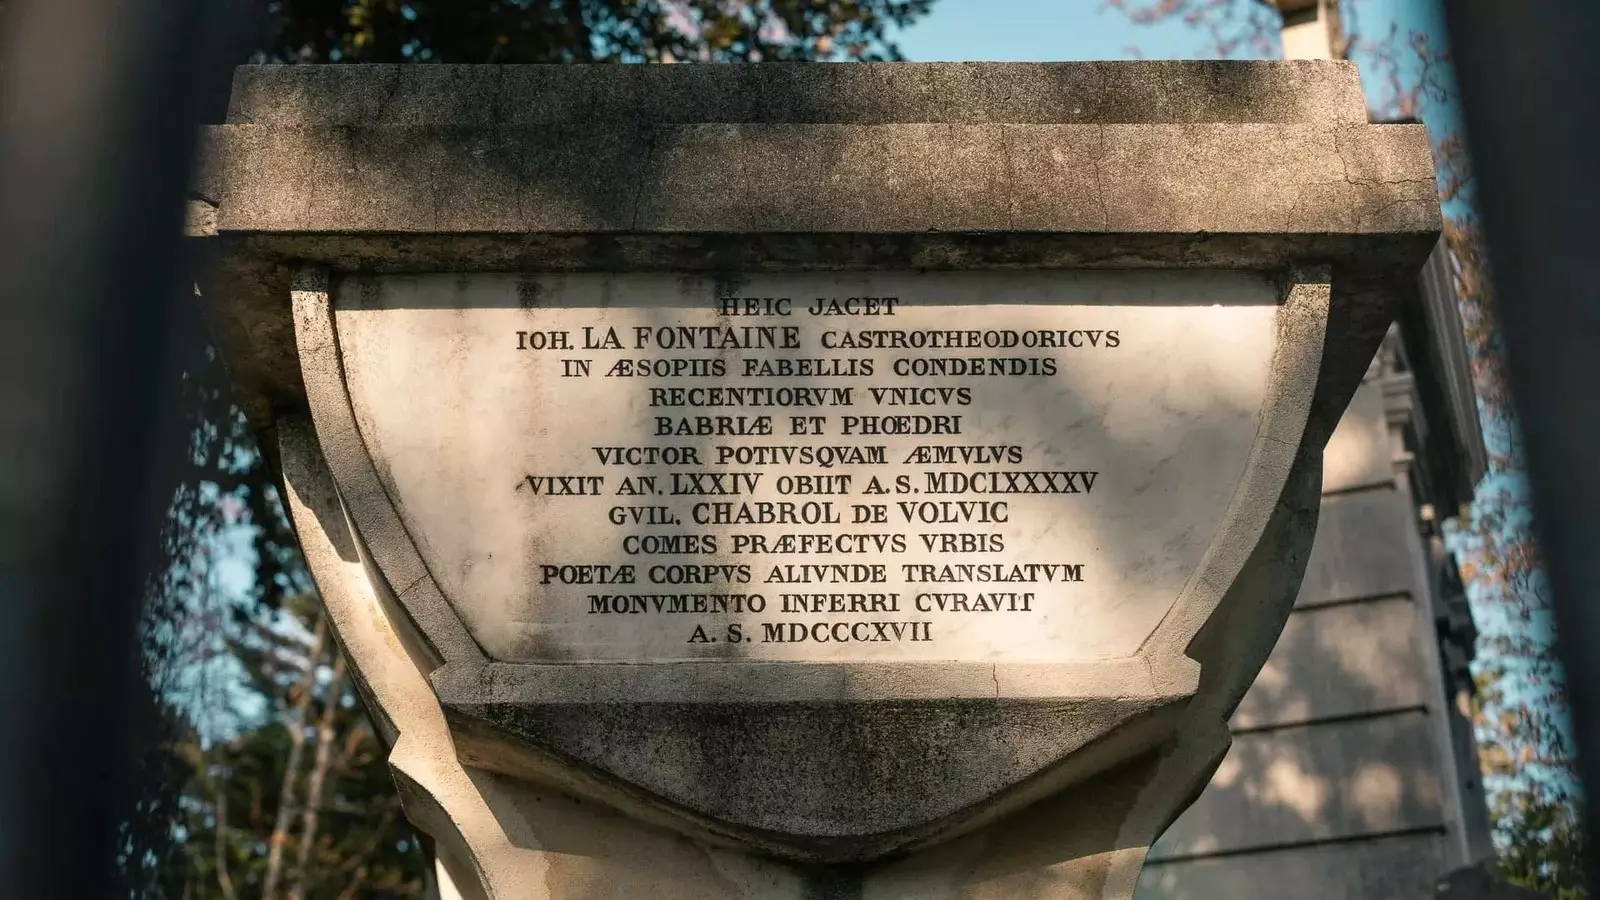 HEIC JACET
IOH. LA FONTAINE CASTROTHEODORICVS
IN ÆSOPIIS FABELLIS CONDENDIS
RECENTIORVM VNICVS
BABRIÆ ET PHŒDRI
VICTOR POTIVSQVAM ÆMVLVS
VIXIT AN. LXXIV OBIIT A. S. MDCLXXXXV
GVIL. CHABROL DE VOLVIC
COMES PRÆFECTVS VRBIS
POETÆ CORPVS ALIVNDE TRANSLATVM
MONVMENTO INFERRI CVRAVIT
A. S. MDCCCXVII